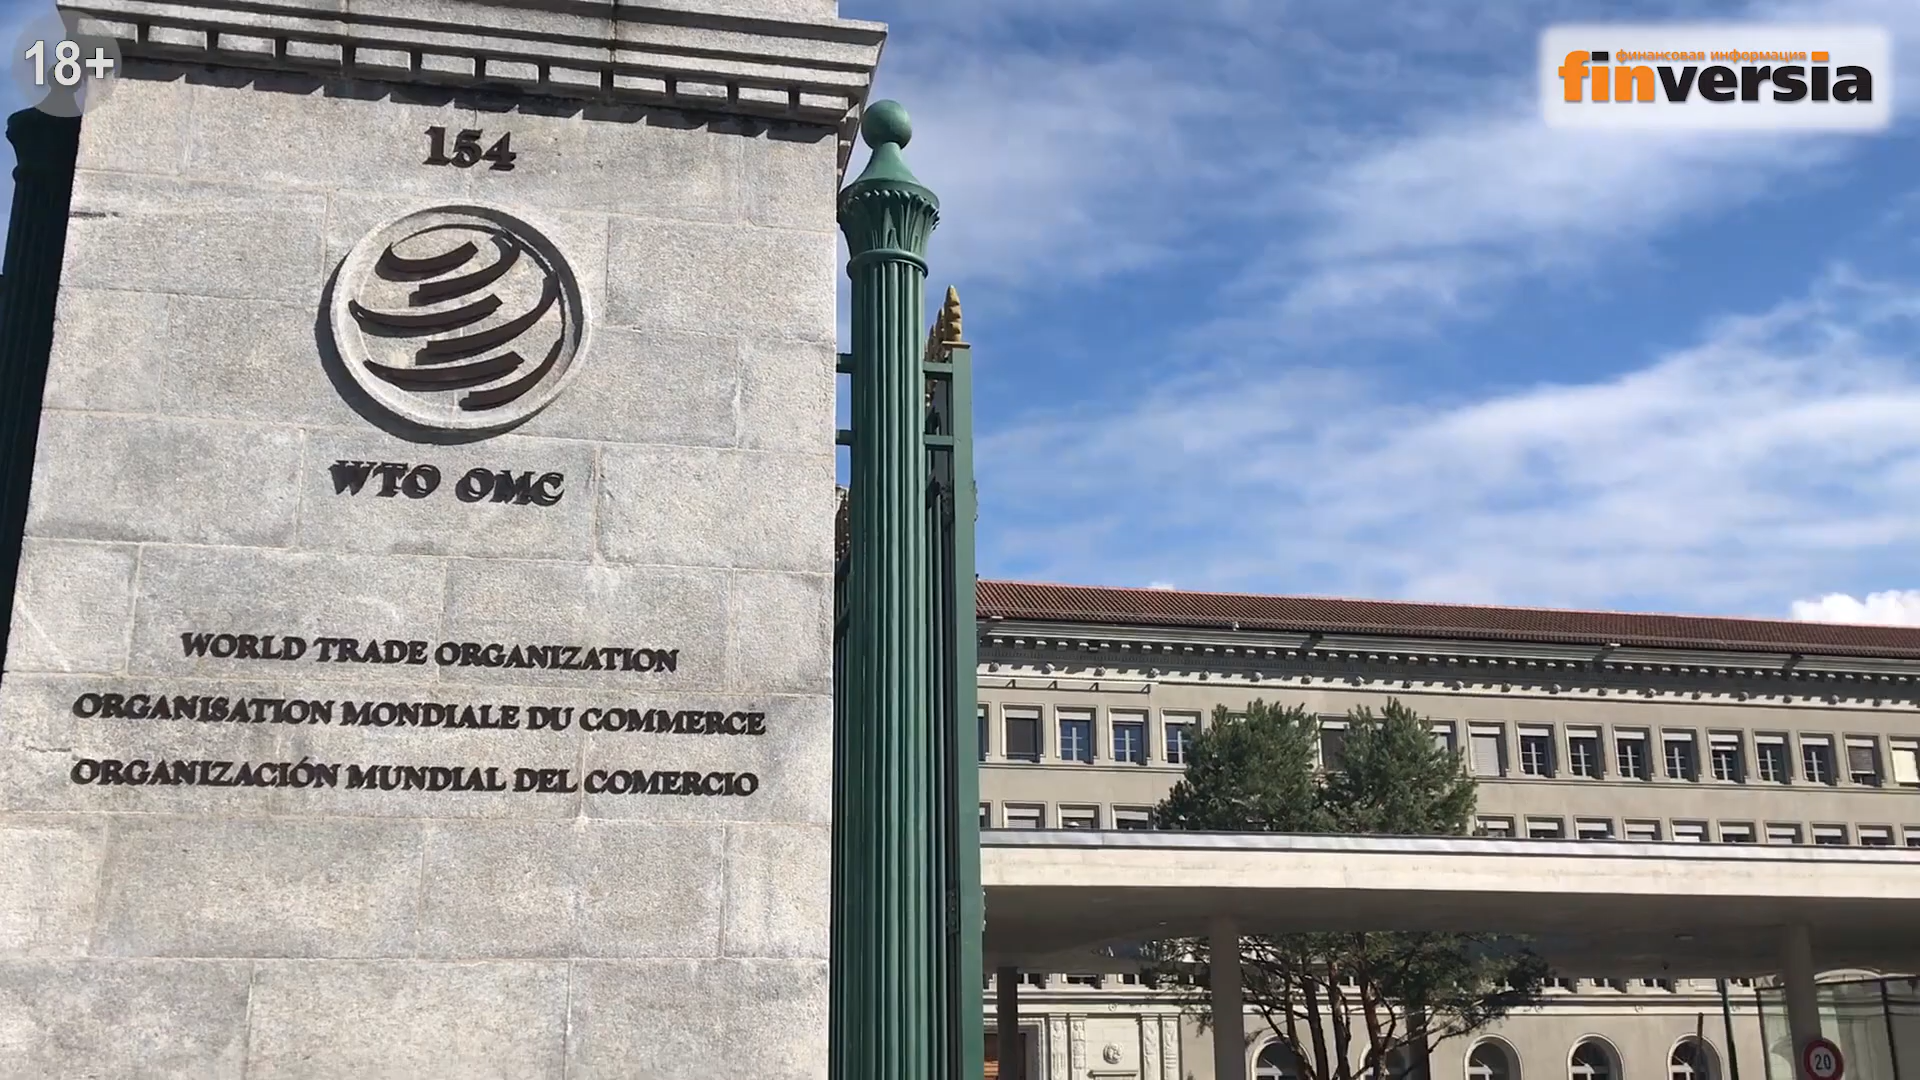 18+
финансовая информация
finversia
154
WTO OMC
WORLD TRADE ORGANIZATION
ORGANISATION MONDIALE DU COMMERCE
ORGANIZACIÓN MUNDIAL DEL COMERCIO
20